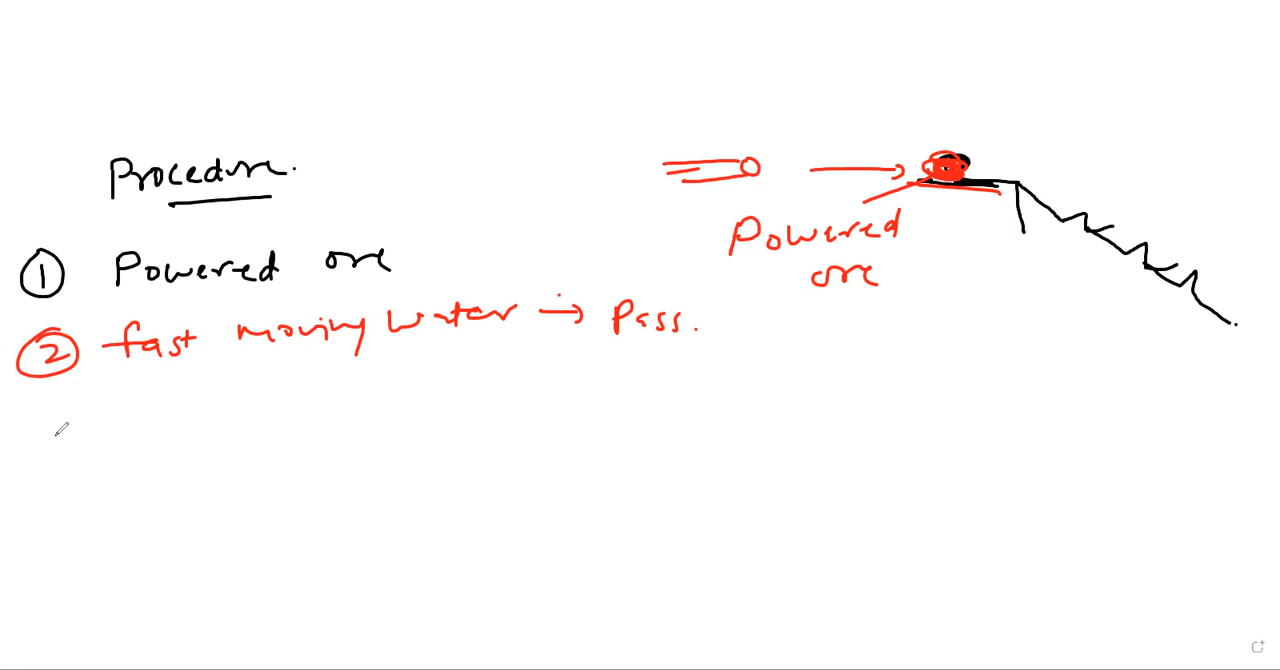 Procedure.
① Powered ore
② fast moving water → Pass.
Powered
ore